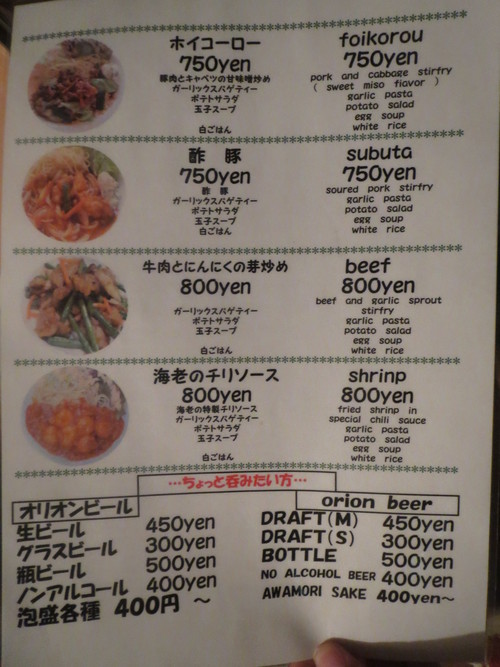 ホイコーロー
750yen
豚肉とキャベツの甘味噌炒め
ガーリックスパゲティー
ポテトサラダ
玉子スープ
白ごはん
foikorou
750yen
pork and cabbage stirfry
( sweet miso flavor )
garlic pasta
potato salad
egg soup
white rice
酢 豚
750yen
酢 豚
ガーリックスパゲティー
ポテトサラダ
玉子スープ
白ごはん
subuta
750yen
soured pork stirfry
garlic pasta
potato salad
egg soup
white rice
牛肉とにんにくの芽炒め
800yen
ガーリックスパゲティー
ポテトサラダ
玉子スープ
白ごはん
beef
800yen
beef and garlic sprout
stirfry
garlic pasta
potato salad
egg soup
white rice
海老のチリソース
800yen
海老の特製チリソース
ガーリックスパゲティー
ポテトサラダ
玉子スープ
白ごはん
shrinp
800yen
fried shrinp in
special chili sauce
garlic pasta
potato salad
egg soup
white rice
…ちょっと呑みたい方…
オリオンビール
生ビール 450yen
グラスビール 300yen
瓶ビール 500yen
ノンアルコール 400yen
泡盛各種 400円 ～
orion beer
DRAFT(M) 450yen
DRAFT(S) 300yen
BOTTLE 500yen
NO ALCOHOL BEER 400yen
AWAMORI SAKE 400yen～